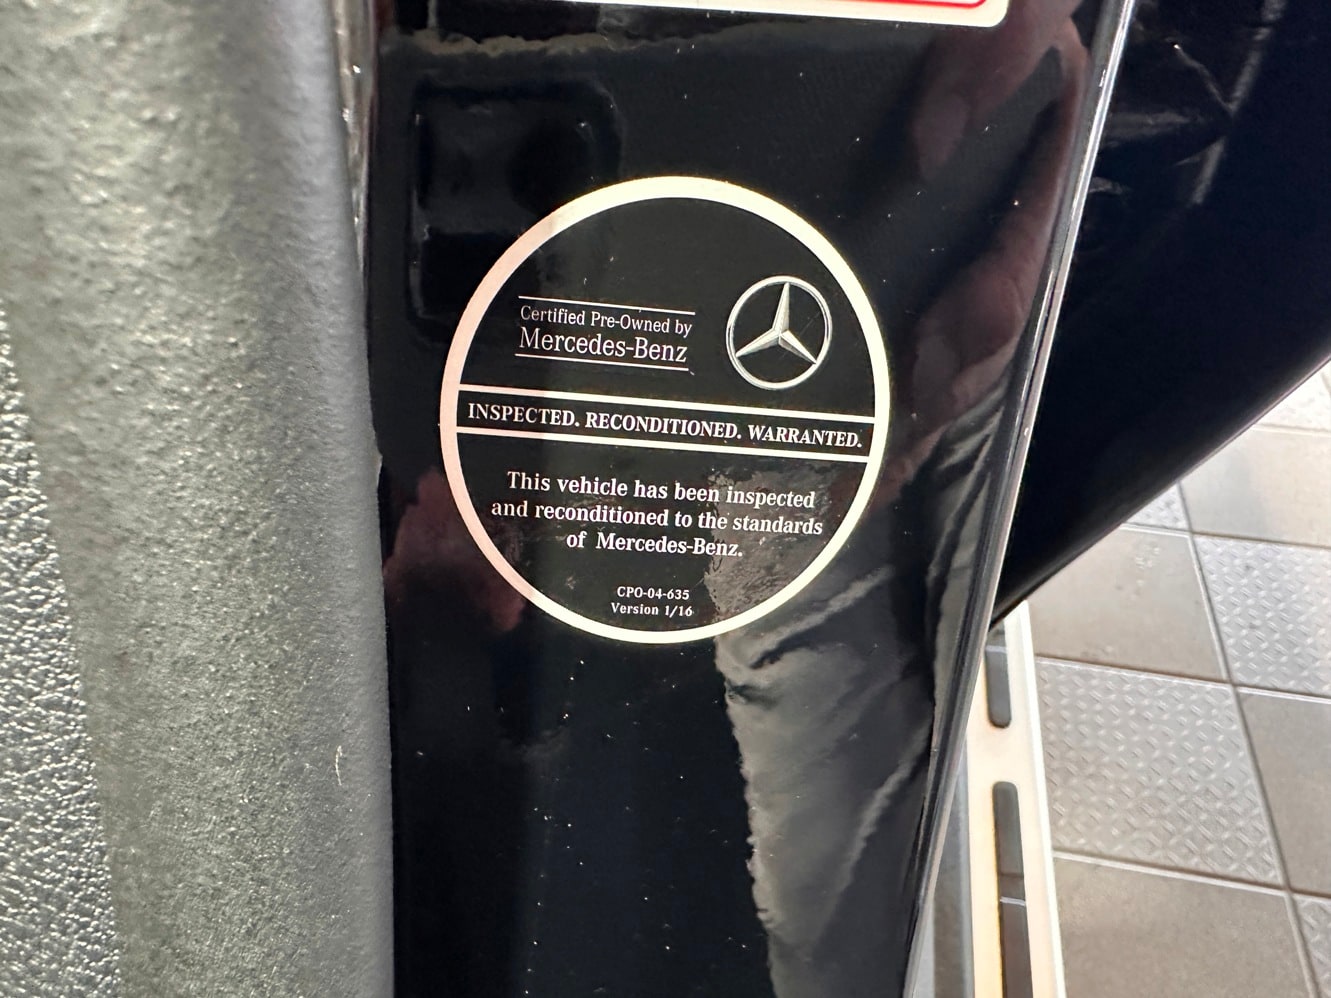 Certified Pre-Owned by
Mercedes-Benz
INSPECTED. RECONDITIONED. WARRANTED.
This vehicle has been inspected
and reconditioned to the standards
of Mercedes-Benz.
CPO-04-635
Version 1/16